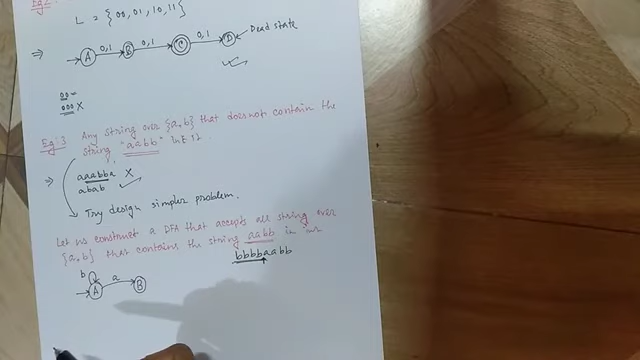 L = {00, 01, 10, 11}
⇒ A 0,1 B 0,1 C 0,1 D Dead state
00 =
000 X
Eg:3 Any string over {a,b} that does not contain the
string "aabb" in it.
⇒ aaabba X
abab
Try design simpler problem.
Let us construct a DFA that accepts all string over
{a,b} that contains the string aabb in
bbbbaabb
b
A a B